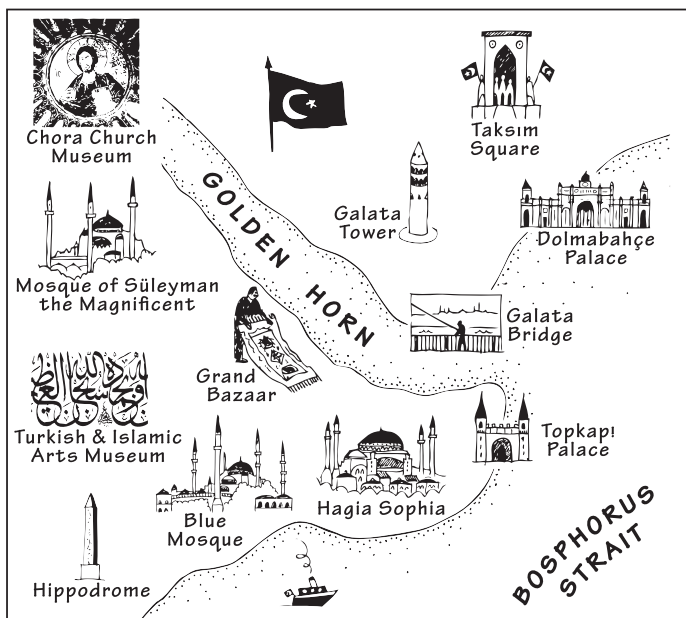 Chora Church
Museum
Taksim
Square
GOLDEN HORN
Galata
Tower
Dolmabahçe
Palace
Mosque of Süleyman
the Magnificent
Galata
Bridge
Grand
Bazaar
Turkish & Islamic
Arts Museum
Topkap!
Palace
Blue
Mosque
Hagia Sophia
BOSPHORUS
STRAIT
Hippodrome